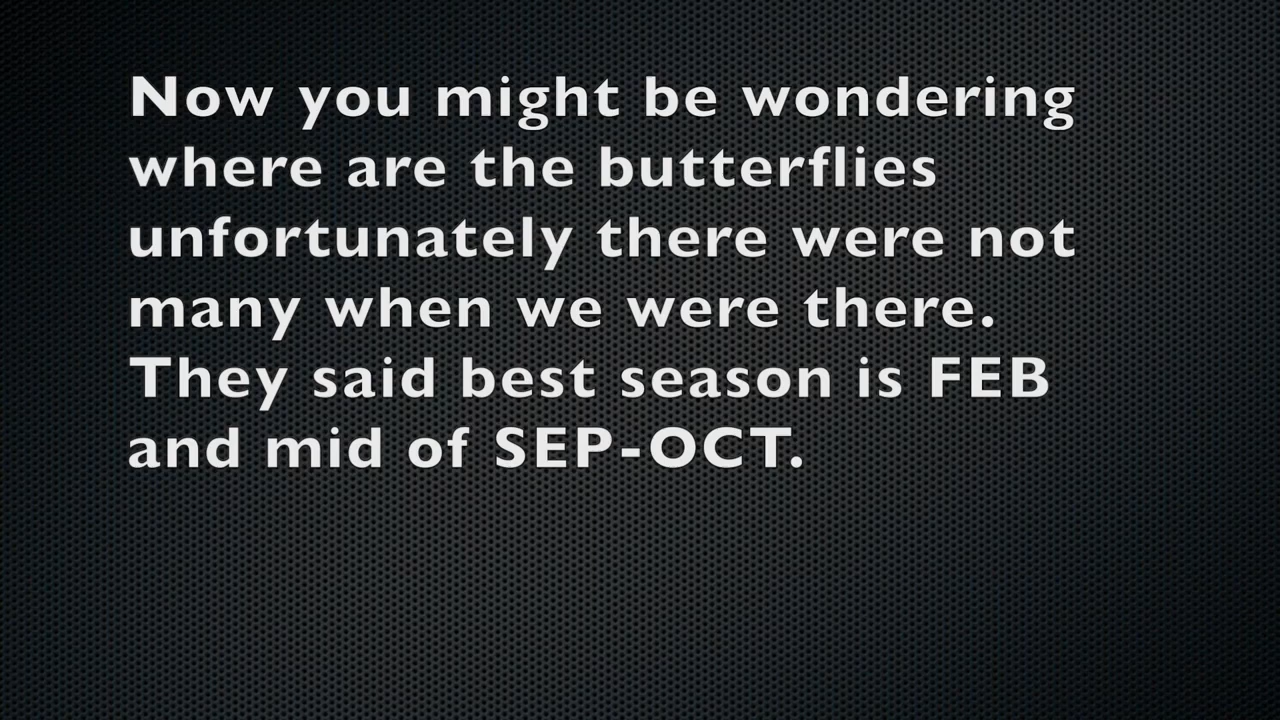 Now you might be wondering
where are the butterflies
unfortunately there were not
many when we were there.
They said best season is FEB
and mid of SEP-OCT.